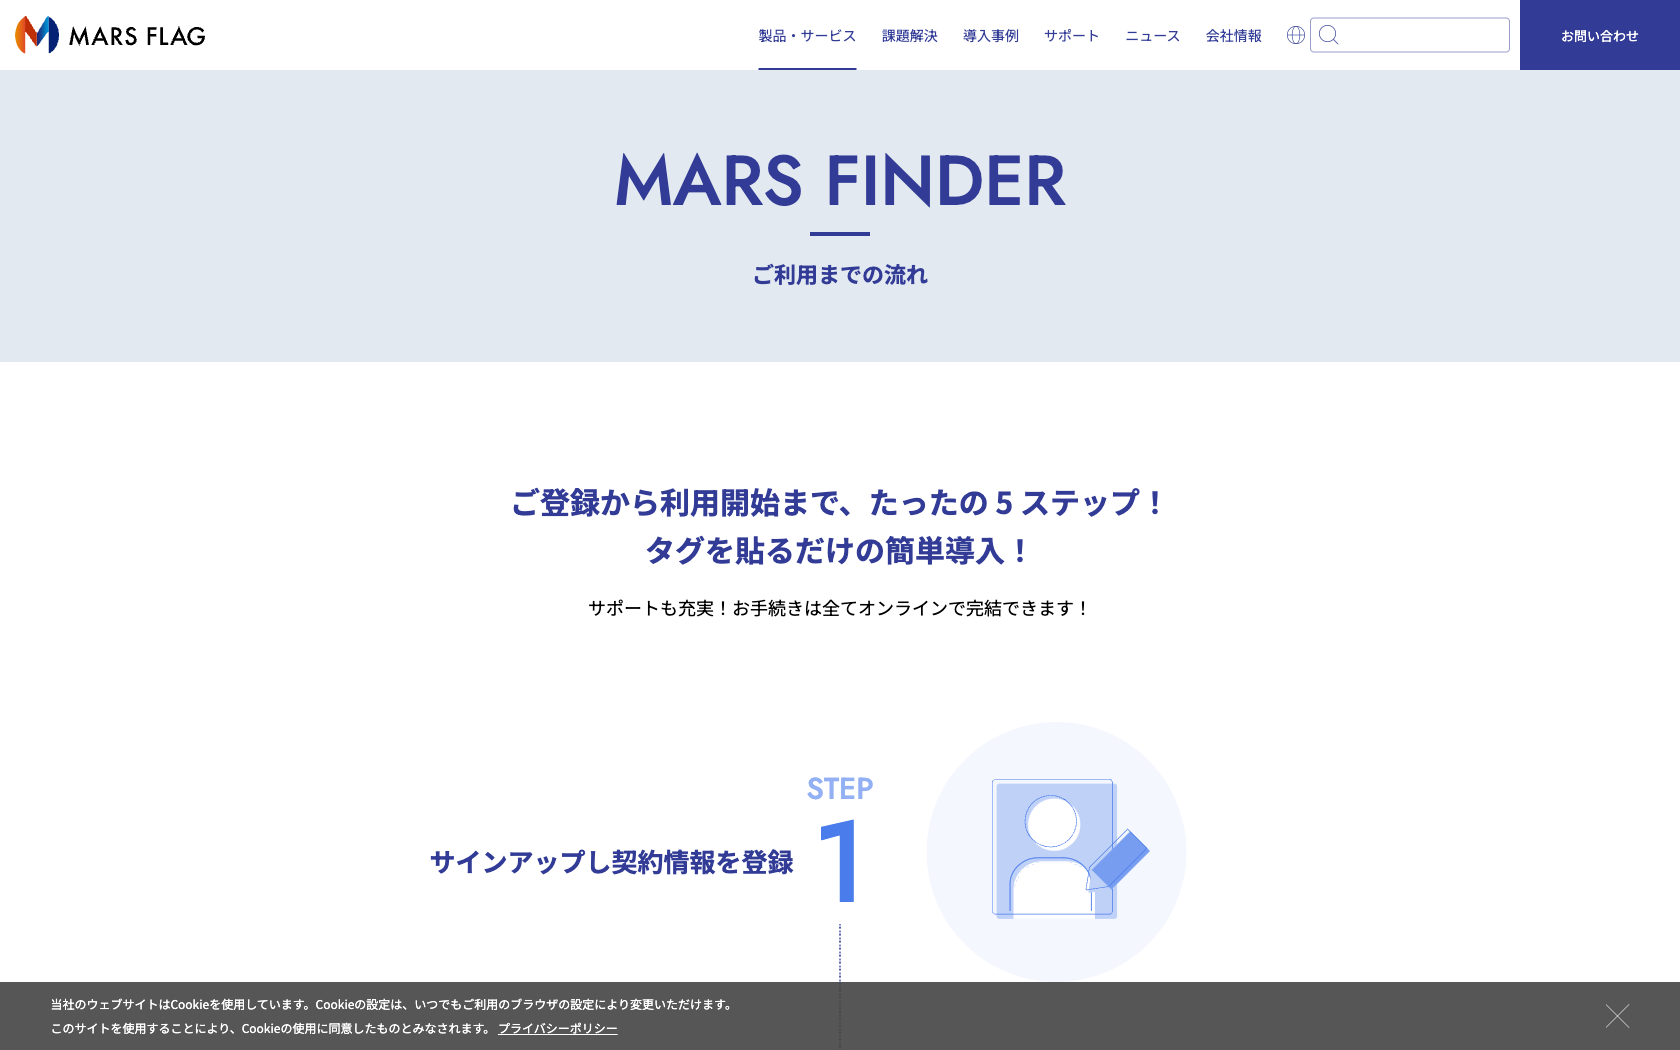 MARS FLAG
製品・サービス 課題解決 導入事例 サポート ニュース 会社情報
お問い合わせ
MARS FINDER
ご利用までの流れ
ご登録から利用開始まで、たったの 5 ステップ！
タグを貼るだけの簡単導入！
サポートも充実！お手続きは全てオンラインで完結できます！
STEP
1
サインアップし契約情報を登録
当社のウェブサイトはCookieを使用しています。Cookieの設定は、いつでもご利用のブラウザの設定により変更いただけます。
このサイトを使用することにより、Cookieの使用に同意したものとみなされます。 プライバシーポリシー